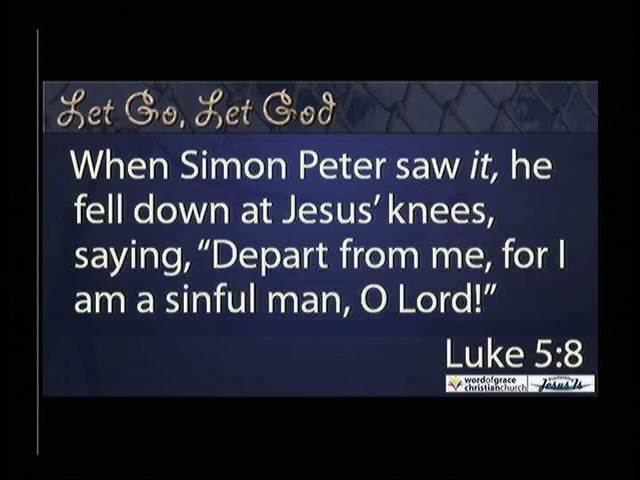 Let Go, Let God
When Simon Peter saw it, he
fell down at Jesus' knees,
saying, “Depart from me, for I
am a sinful man, O Lord!”
Luke 5:8
wordofgrace
christianchurch
Jesus Is